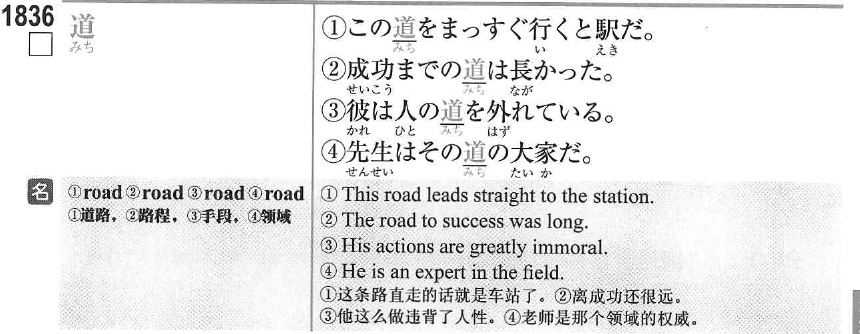 1836
道
みち
①この道をまっすぐ行くと駅だ。
みち い えき
②成功までの道は長かった。
せいこう みち なが
③彼は人の道を外れている。
かれ ひと みち はず
④先生はその道の大家だ。
せんせい みち たいか
名
①road ②road ③road ④road
①道路，②路程，③手段，④领域
① This road leads straight to the station.
② The road to success was long.
③ His actions are greatly immoral.
④ He is an expert in the field.
①这条路直走的话就是车站了。②离成功还很远。
③他这么做违背了人性。④老师是那个领域的权威。